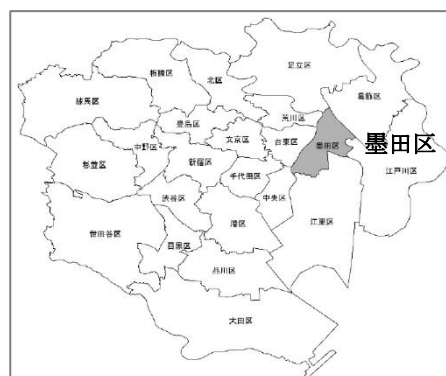 足立区
板橋区
北区
葛飾区
練馬区
荒川区
豊島区
文京区
台東区
墨田区
墨田区
中野区
杉並区
新宿区
千代田区
江戸川区
渋谷区
中央区
江東区
港区
世田谷区
目黒区
品川区
大田区